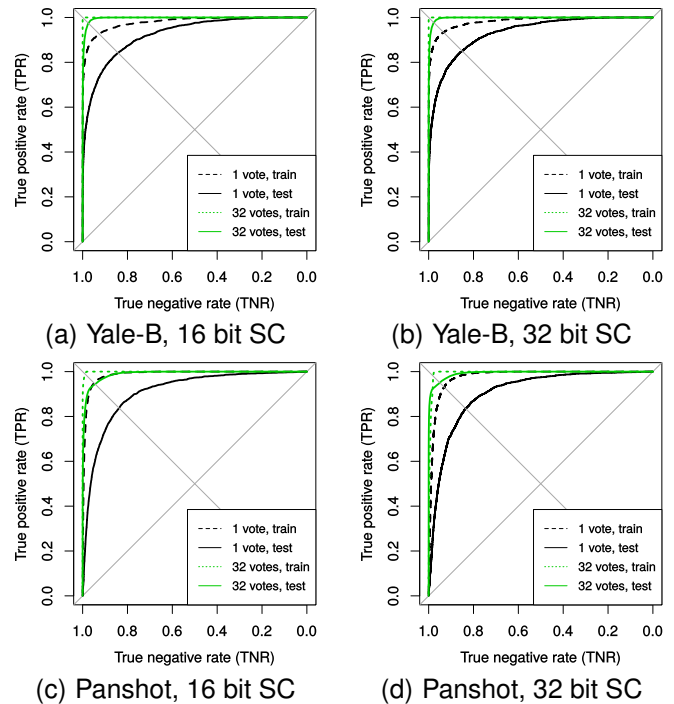 True positive rate (TPR)
1.0
0.8
0.6
0.4
0.2
0.0
1 vote, train
1 vote, test
32 votes, train
32 votes, test
1.0 0.8 0.6 0.4 0.2 0.0
True negative rate (TNR)
(a) Yale-B, 16 bit SC
True positive rate (TPR)
1.0
0.8
0.6
0.4
0.2
0.0
1 vote, train
1 vote, test
32 votes, train
32 votes, test
1.0 0.8 0.6 0.4 0.2 0.0
True negative rate (TNR)
(b) Yale-B, 32 bit SC
True positive rate (TPR)
1.0
0.8
0.6
0.4
0.2
0.0
1 vote, train
1 vote, test
32 votes, train
32 votes, test
1.0 0.8 0.6 0.4 0.2 0.0
True negative rate (TNR)
(c) Panshot, 16 bit SC
True positive rate (TPR)
1.0
0.8
0.6
0.4
0.2
0.0
1 vote, train
1 vote, test
32 votes, train
32 votes, test
1.0 0.8 0.6 0.4 0.2 0.0
True negative rate (TNR)
(d) Panshot, 32 bit SC